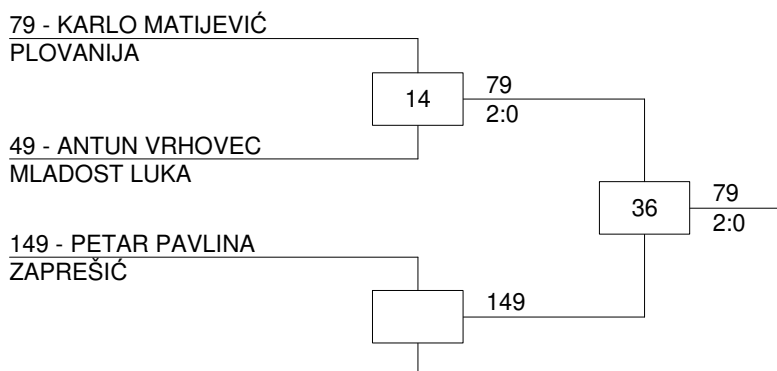 79 - KARLO MATIJEVIĆ
PLOVANIJA
14
79
2:0
49 - ANTUN VRHOVEC
MLADOST LUKA
36
79
2:0
149 - PETAR PAVLINA
ZAPREŠIĆ
149